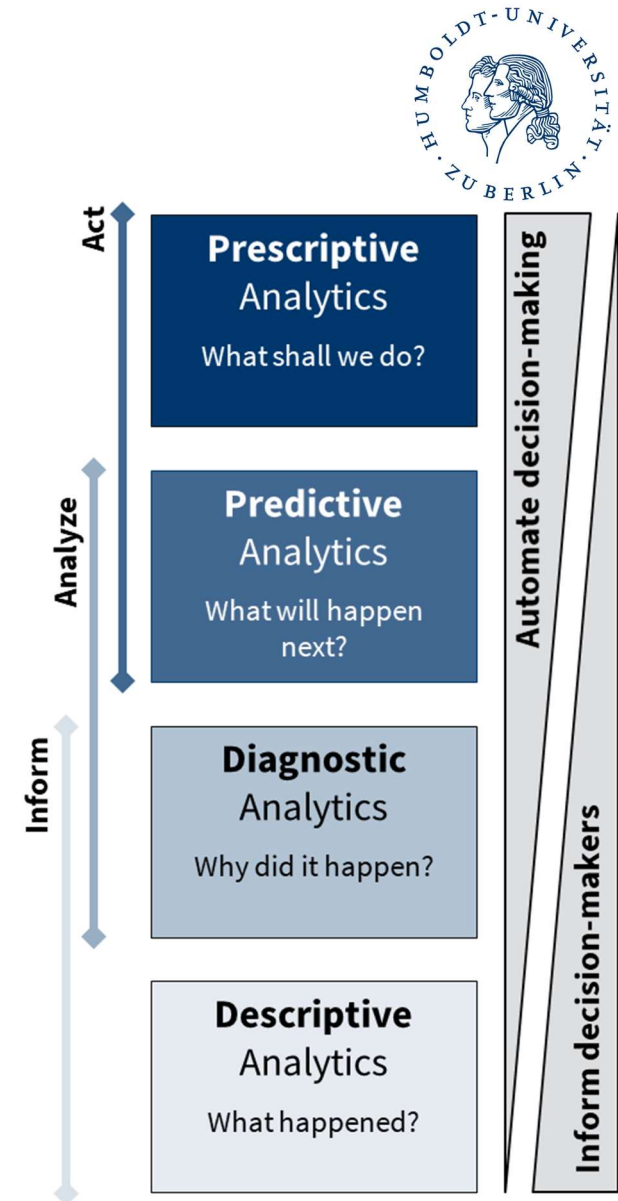 HUMBOLDT-UNIVERSITÄT
· ZU BERLIN ·
Act
Prescriptive
Analytics
What shall we do?
Analyze
Predictive
Analytics
What will happen
next?
Inform
Diagnostic
Analytics
Why did it happen?
Descriptive
Analytics
What happened?
Automate decision-making
Inform decision-makers